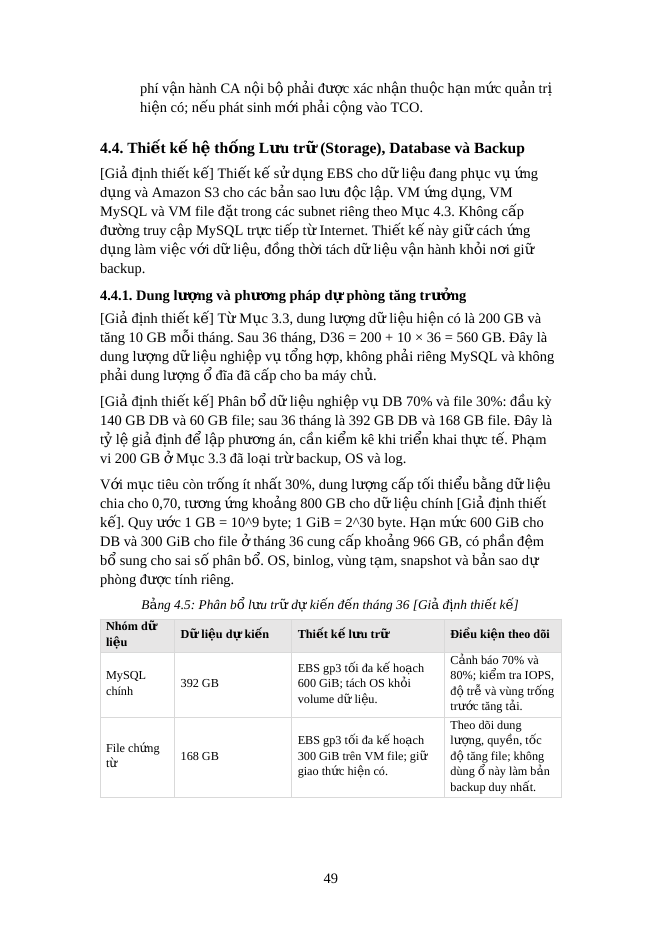 phí vận hành CA nội bộ phải được xác nhận thuộc hạn mức quản trị
hiện có; nếu phát sinh mới phải cộng vào TCO.
4.4. Thiết kế hệ thống Lưu trữ (Storage), Database và Backup
[Giả định thiết kế] Thiết kế sử dụng EBS cho dữ liệu đang phục vụ ứng
dụng và Amazon S3 cho các bản sao lưu độc lập. VM ứng dụng, VM
MySQL và VM file đặt trong các subnet riêng theo Mục 4.3. Không cấp
đường truy cập MySQL trực tiếp từ Internet. Thiết kế này giữ cách ứng
dụng làm việc với dữ liệu, đồng thời tách dữ liệu vận hành khỏi nơi giữ
backup.
4.4.1. Dung lượng và phương pháp dự phòng tăng trưởng
[Giả định thiết kế] Từ Mục 3.3, dung lượng dữ liệu hiện có là 200 GB và
tăng 10 GB mỗi tháng. Sau 36 tháng, D36 = 200 + 10 × 36 = 560 GB. Đây là
dung lượng dữ liệu nghiệp vụ tổng hợp, không phải riêng MySQL và không
phải dung lượng ổ đĩa đã cấp cho ba máy chủ.
[Giả định thiết kế] Phân bổ dữ liệu nghiệp vụ DB 70% và file 30%: đầu kỳ
140 GB DB và 60 GB file; sau 36 tháng là 392 GB DB và 168 GB file. Đây là
tỷ lệ giả định để lập phương án, cần kiểm kê khi triển khai thực tế. Phạm
vi 200 GB ở Mục 3.3 đã loại trừ backup, OS và log.
Với mục tiêu còn trống ít nhất 30%, dung lượng cấp tối thiểu bằng dữ liệu
chia cho 0,70, tương ứng khoảng 800 GB cho dữ liệu chính [Giả định thiết
kế]. Quy ước 1 GB = 10^9 byte; 1 GiB = 2^30 byte. Hạn mức 600 GiB cho
DB và 300 GiB cho file ở tháng 36 cung cấp khoảng 966 GB, có phần đệm
bổ sung cho sai số phân bổ. OS, binlog, vùng tạm, snapshot và bản sao dự
phòng được tính riêng.
Bảng 4.5: Phân bổ lưu trữ dự kiến đến tháng 36 [Giả định thiết kế]
Nhóm dữ
liệu
Dữ liệu dự kiến
Thiết kế lưu trữ
Điều kiện theo dõi
MySQL
chính
392 GB
EBS gp3 tối đa kế hoạch
600 GiB; tách OS khỏi
volume dữ liệu.
Cảnh báo 70% và
80%; kiểm tra IOPS,
độ trễ và vùng trống
trước tăng tải.
File chứng
từ
168 GB
EBS gp3 tối đa kế hoạch
300 GiB trên VM file; giữ
giao thức hiện có.
Theo dõi dung
lượng, quyền, tốc
độ tăng file; không
dùng ổ này làm bản
backup duy nhất.
49